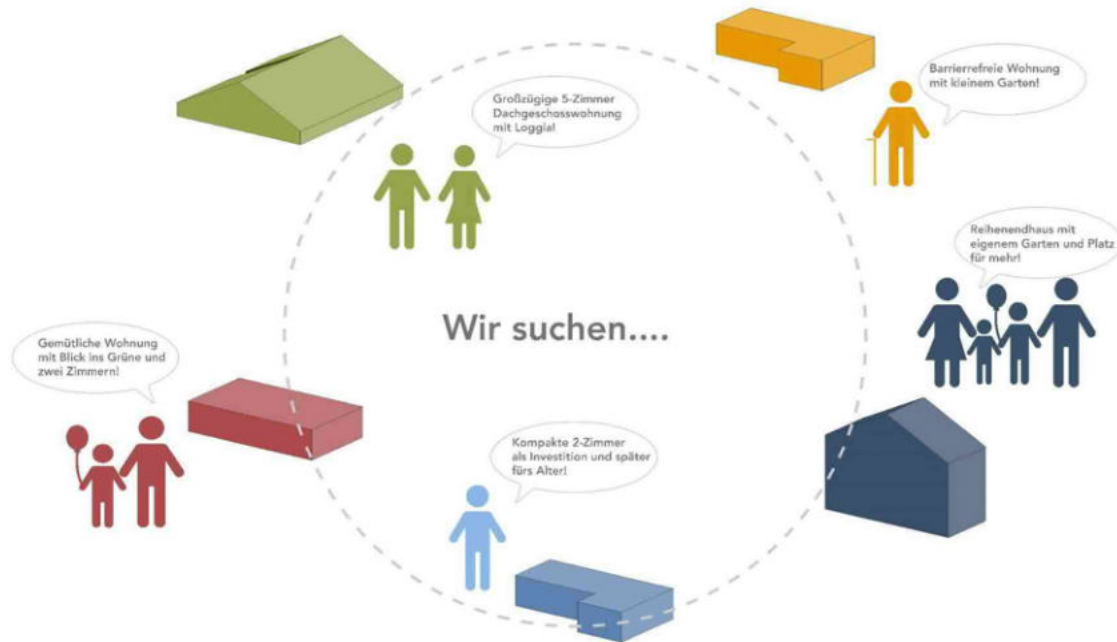 Großzügige 5-Zimmer
Dachgeschosswohnung
mit Loggia!
Barrierrefreie Wohnung
mit kleinem Garten!
Reihenendhaus mit
eigenem Garten und Platz
für mehr!
Wir suchen....
Gemütliche Wohnung
mit Blick ins Grüne und
zwei Zimmern!
Kompakte 2-Zimmer
als Investition und später
fürs Alter!